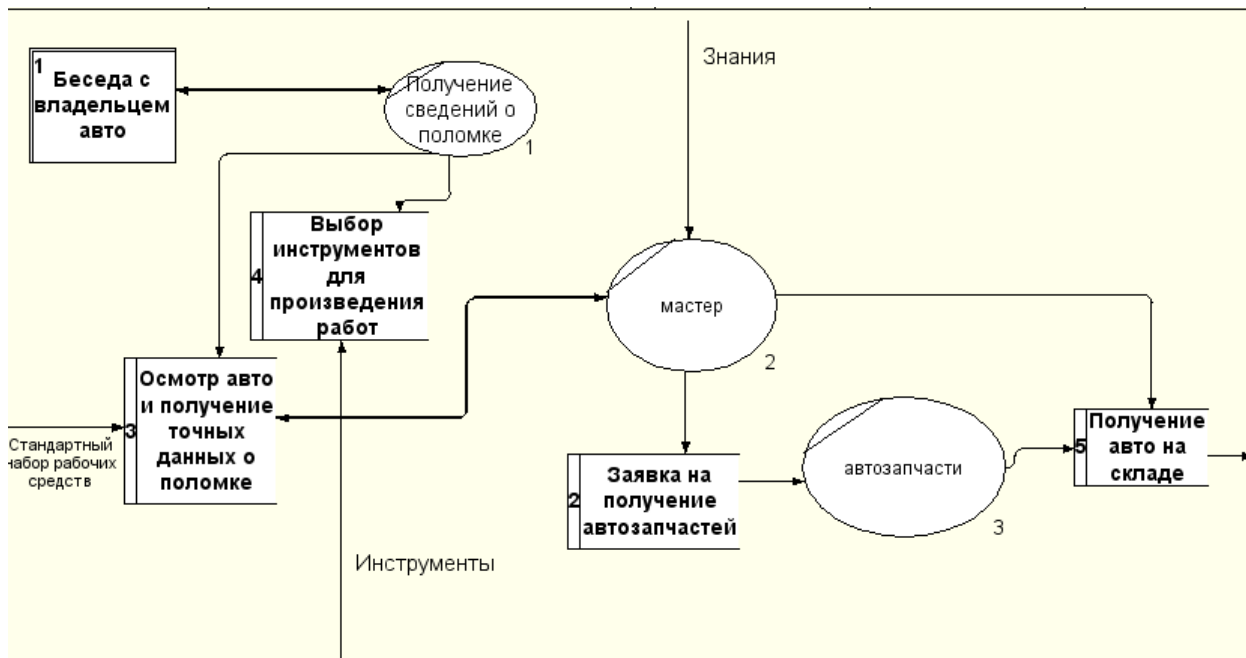 1
Беседа с
владельцем
авто
Получение
сведений о
поломке
1
Знания
4
Выбор
инструментов
для
произведения
работ
мастер
2
Стандартный
набор рабочих
средств
3
Осмотр авто
и получение
точных
данных о
поломке
2
Заявка на
получение
автозапчастей
автозапчасти
3
5
Получение
авто на
складе
Инструменты